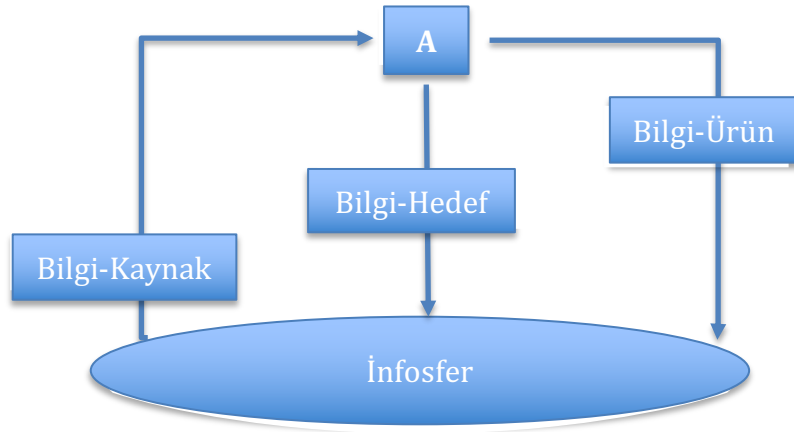 A
Bilgi-Ürün
Bilgi-Hedef
Bilgi-Kaynak
İnfosfer